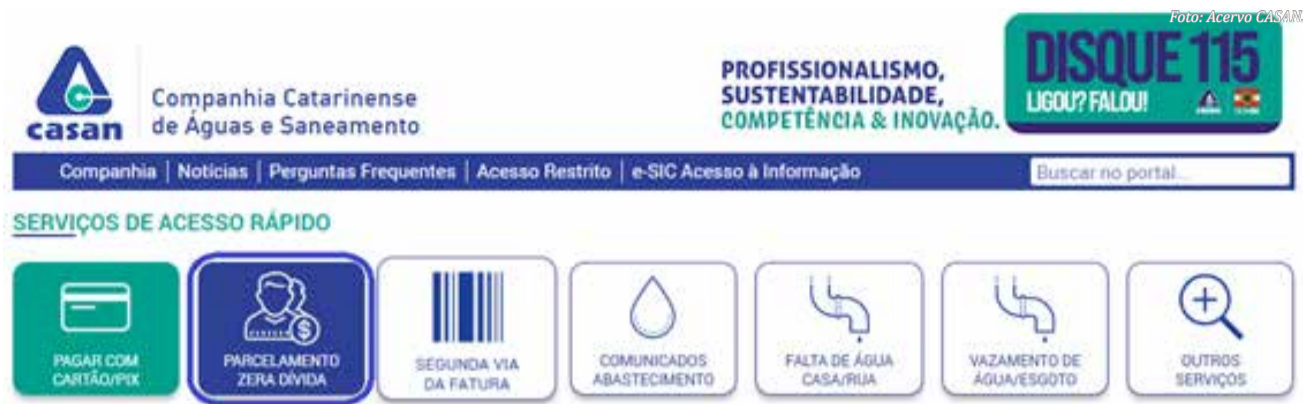 Foto: Acervo CASAN.
casan
Companhia Catarinense
de Águas e Saneamento
PROFISSIONALISMO,
SUSTENTABILIDADE,
COMPETÊNCIA & INOVAÇÃO.
DISQUE 115
LIGOU? FALOU!
Companhia | Notícias | Perguntas Frequentes | Acesso Restrito | e-SIC Acesso à Informação
Buscar no portal...
SERVIÇOS DE ACESSO RÁPIDO
PAGAR COM
CARTÃO/PIX
PARCELAMENTO
ZERA DÍVIDA
SEGUNDA VIA
DA FATURA
COMUNICADOS
ABASTECIMENTO
FALTA DE ÁGUA
CASA/RUA
VAZAMENTO DE
ÁGUA/ESGOTO
OUTROS
SERVIÇOS